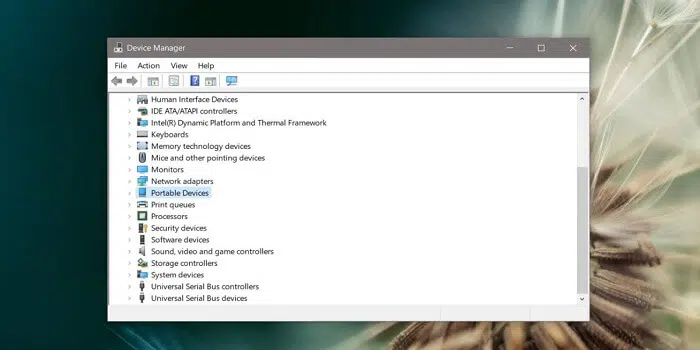 Device Manager
File Action View Help
Human Interface Devices
IDE ATA/ATAPI controllers
Intel(R) Dynamic Platform and Thermal Framework
Keyboards
Memory technology devices
Mice and other pointing devices
Monitors
Network adapters
Portable Devices
Print queues
Processors
Security devices
Software devices
Sound, video and game controllers
Storage controllers
System devices
Universal Serial Bus controllers
Universal Serial Bus devices